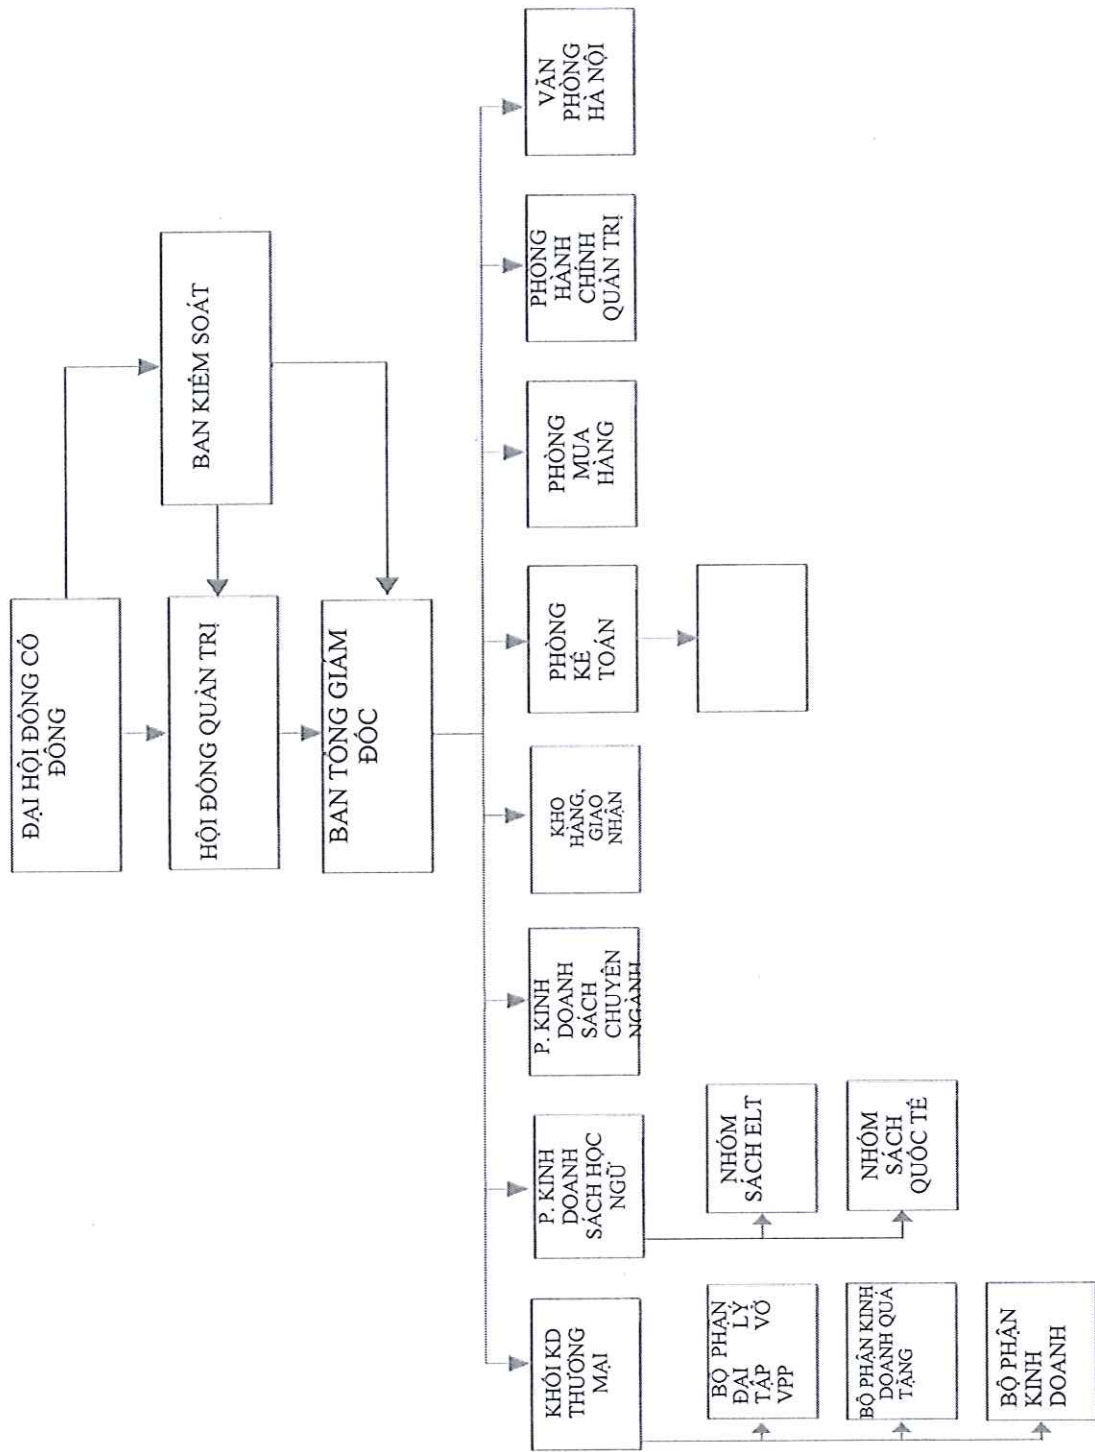 ĐẠI HỘI ĐỒNG CỔ
ĐÔNG
BAN KIỂM SOÁT
HỘI ĐỒNG QUẢN TRỊ
BAN TỔNG GIÁM
ĐỐC
KHỐI KD
THƯƠNG
MẠI
P. KINH
DOANH
SÁCH HỌC
NGỮ
P. KINH
DOANH
SÁCH
CHUYÊN
NGÀNH
KHO
HÀNG,
GIAO
NHẬN
PHÒNG
KẾ
TOÁN
PHÒNG
MUA
HÀNG
PHÒNG
HÀNH
CHÍNH
QUẢN TRỊ
VĂN
PHÒNG
HÀ NỘI
BỘ PHẬN
ĐẠI LÝ
TẬP VỞ
VPP
NHÓM
SÁCH ELT
BỘ PHẬN KINH
DOANH QUÀ
TẶNG
NHÓM
SÁCH
QUỐC TẾ
BỘ PHẬN
KINH
DOANH